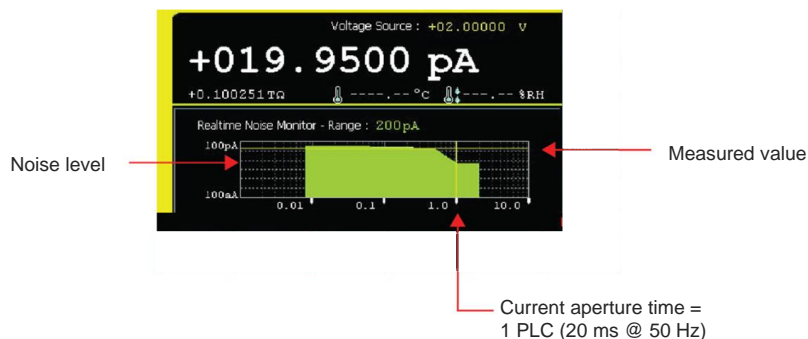 Voltage Source : +02.00000 V
+019.9500 pA
+0.100251TΩ ----.-- °C ---.-- %RH
Realtime Noise Monitor - Range : 200pA
100pA
100aA
0.01 0.1 1.0 10.0
Noise level
Measured value
Current aperture time =
1 PLC (20 ms @ 50 Hz)